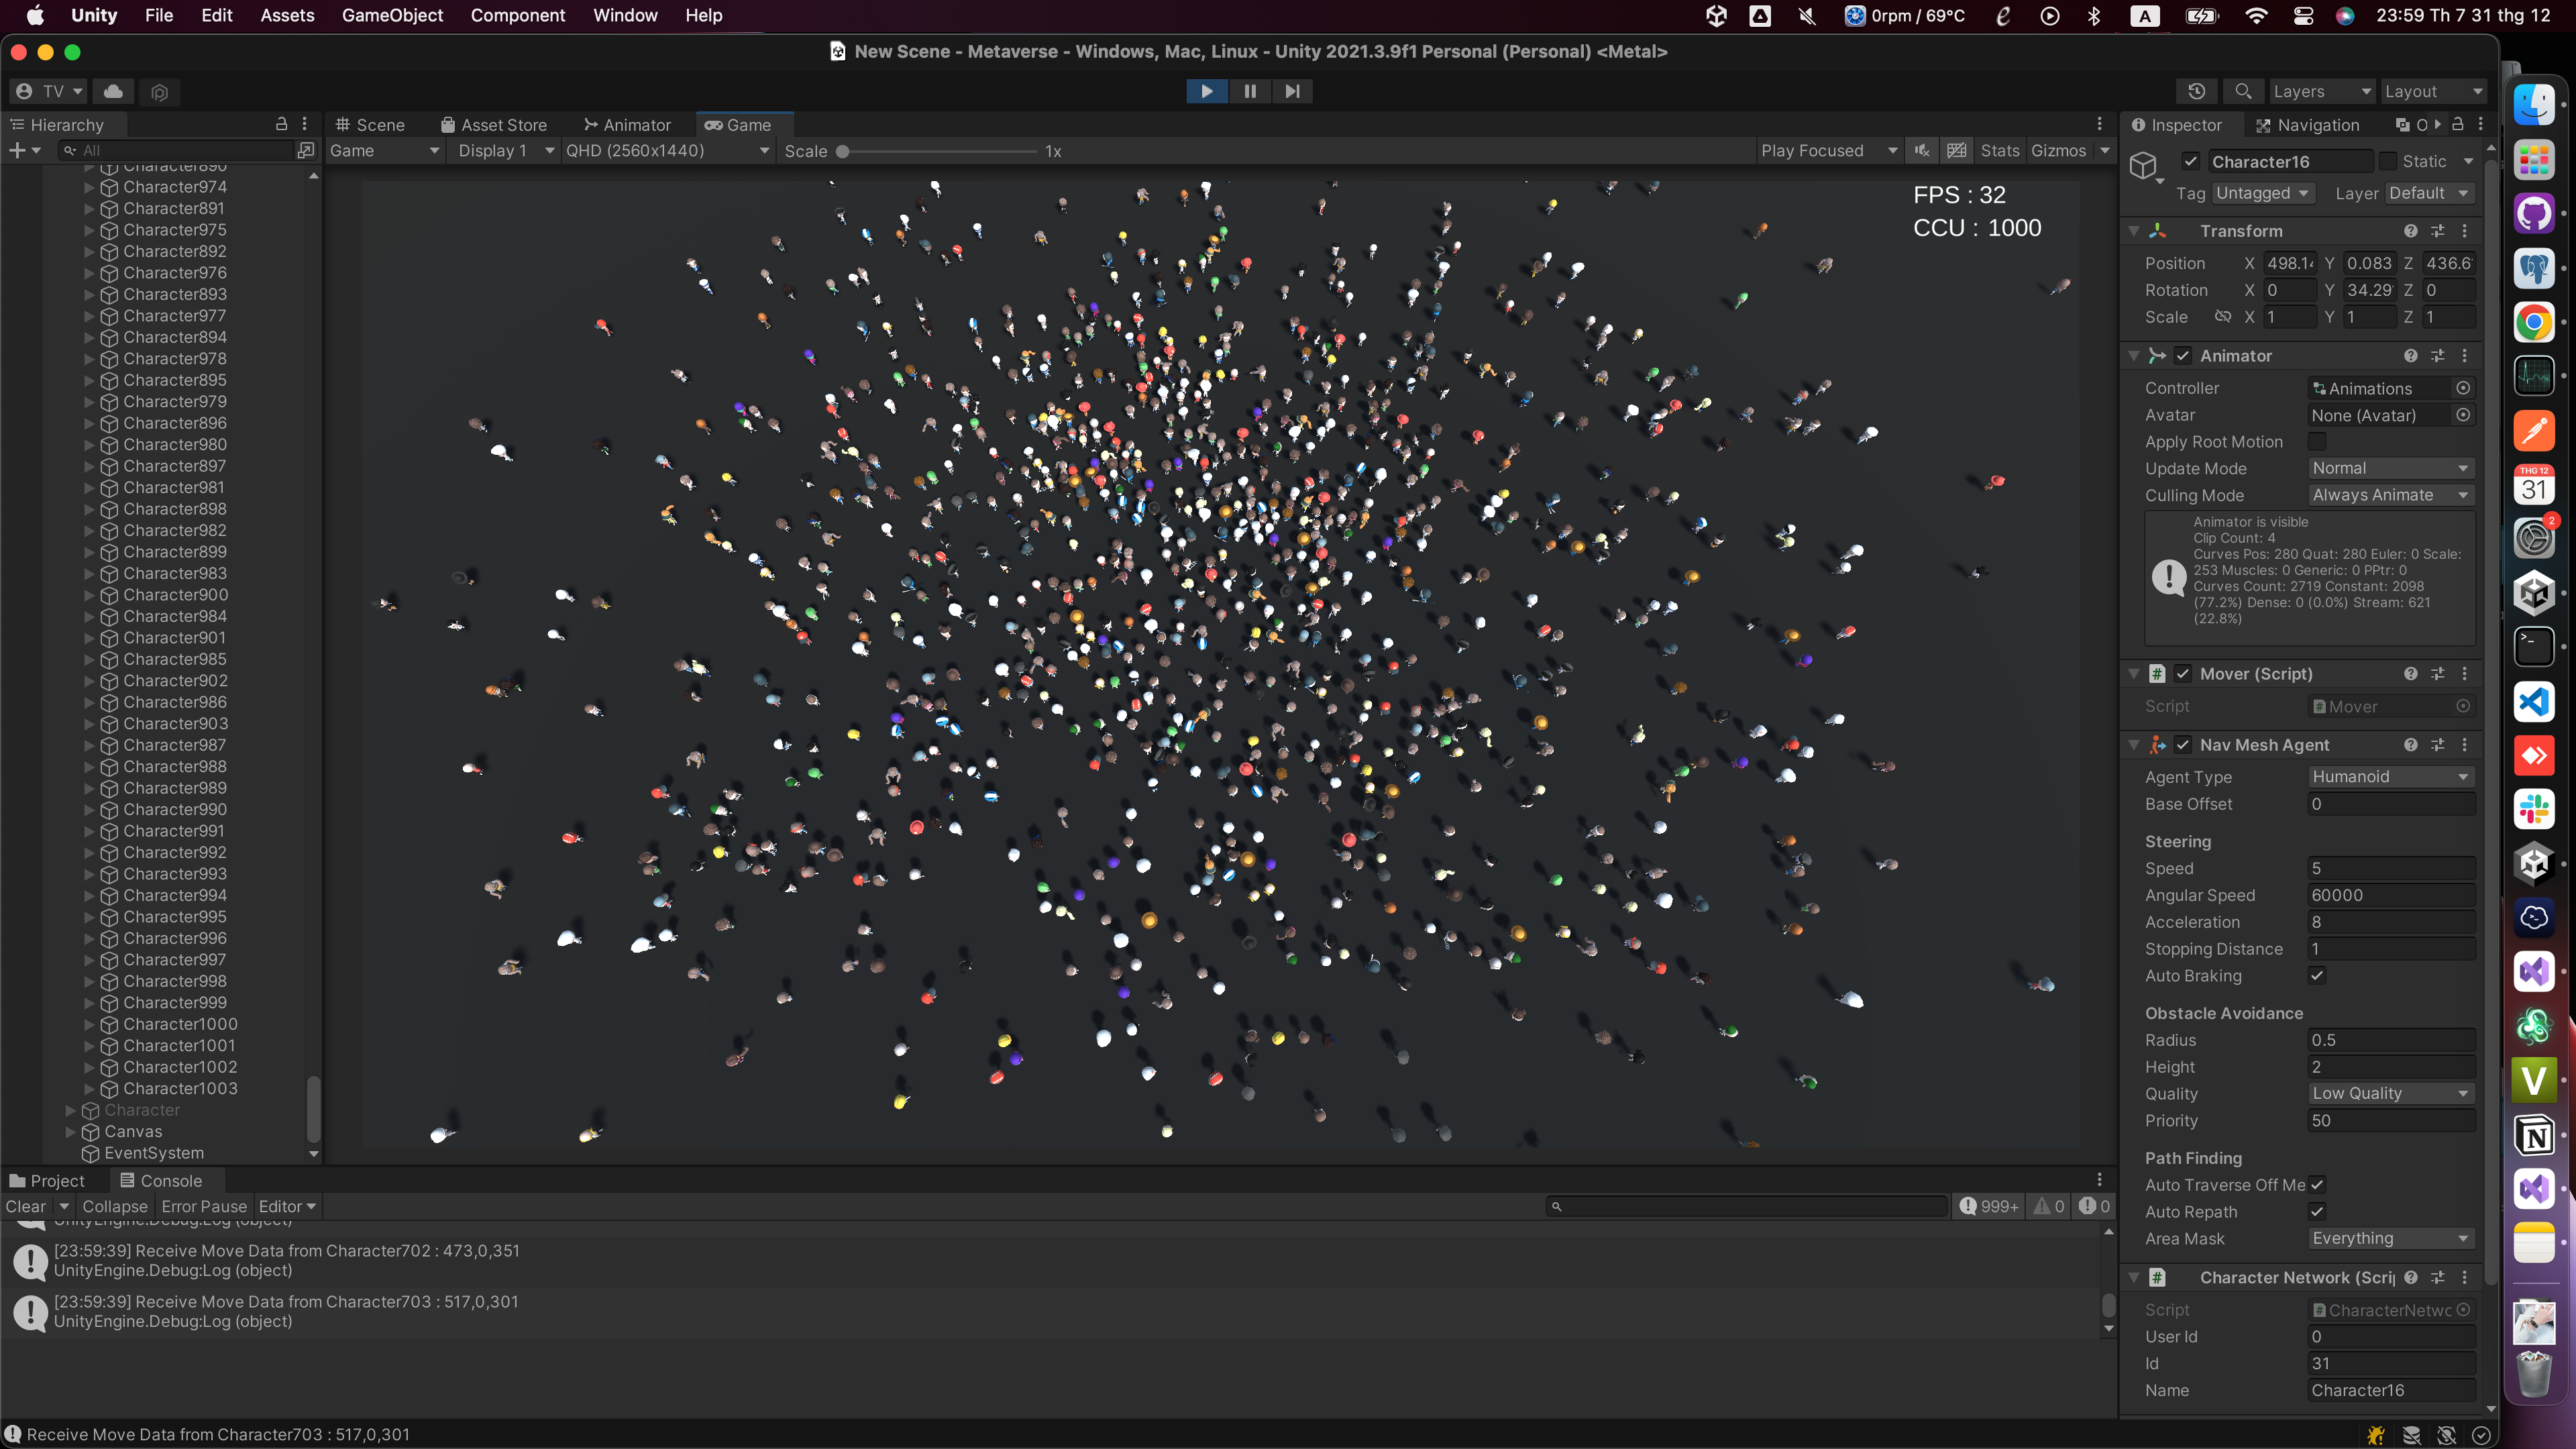 Unity File Edit Assets GameObject Component Window Help
0rpm / 69°C A 23:59 Th 7 31 thg 12
New Scene - Metaverse - Windows, Mac, Linux - Unity 2021.3.9f1 Personal (Personal) <Metal>
TV Layers Layout
Hierarchy
All
Character890
Character974
Character891
Character975
Character892
Character976
Character893
Character977
Character894
Character978
Character895
Character979
Character896
Character980
Character897
Character981
Character898
Character982
Character899
Character983
Character900
Character984
Character901
Character985
Character902
Character986
Character903
Character987
Character988
Character989
Character990
Character991
Character992
Character993
Character994
Character995
Character996
Character997
Character998
Character999
Character1000
Character1001
Character1002
Character1003
Character
Canvas
EventSystem
Scene Asset Store Animator Game
Game Display 1 QHD (2560x1440) Scale 1x Play Focused Stats Gizmos
FPS : 32
CCU : 1000
Inspector Navigation O
Character16 Static
Tag Untagged Layer Default
Transform
Position X 498.14 Y 0.083 Z 436.6
Rotation X 0 Y 34.29 Z 0
Scale X 1 Y 1 Z 1
Animator
Controller Animations
Avatar None (Avatar)
Apply Root Motion
Update Mode Normal
Culling Mode Always Animate
Animator is visible
Clip Count: 4
Curves Pos: 280 Quat: 280 Euler: 0 Scale:
253 Muscles: 0 Generic: 0 PPtr: 0
Curves Count: 2719 Constant: 2098
(77.2%) Dense: 0 (0.0%) Stream: 621
(22.8%)
Mover (Script)
Script Mover
Nav Mesh Agent
Agent Type Humanoid
Base Offset 0
Steering
Speed 5
Angular Speed 60000
Acceleration 8
Stopping Distance 1
Auto Braking
Obstacle Avoidance
Radius 0.5
Height 2
Quality Low Quality
Priority 50
Path Finding
Auto Traverse Off Me
Auto Repath
Area Mask Everything
Character Network (Scri
Script CharacterNetwc
User Id 0
Id 31
Name Character16
Project Console
Clear Collapse Error Pause Editor 999+ 0 0
UnityEngine.Debug:Log (object)
[23:59:39] Receive Move Data from Character702 : 473,0,351
UnityEngine.Debug:Log (object)
[23:59:39] Receive Move Data from Character703 : 517,0,301
UnityEngine.Debug:Log (object)
Receive Move Data from Character703 : 517,0,301
THG 12
31
2